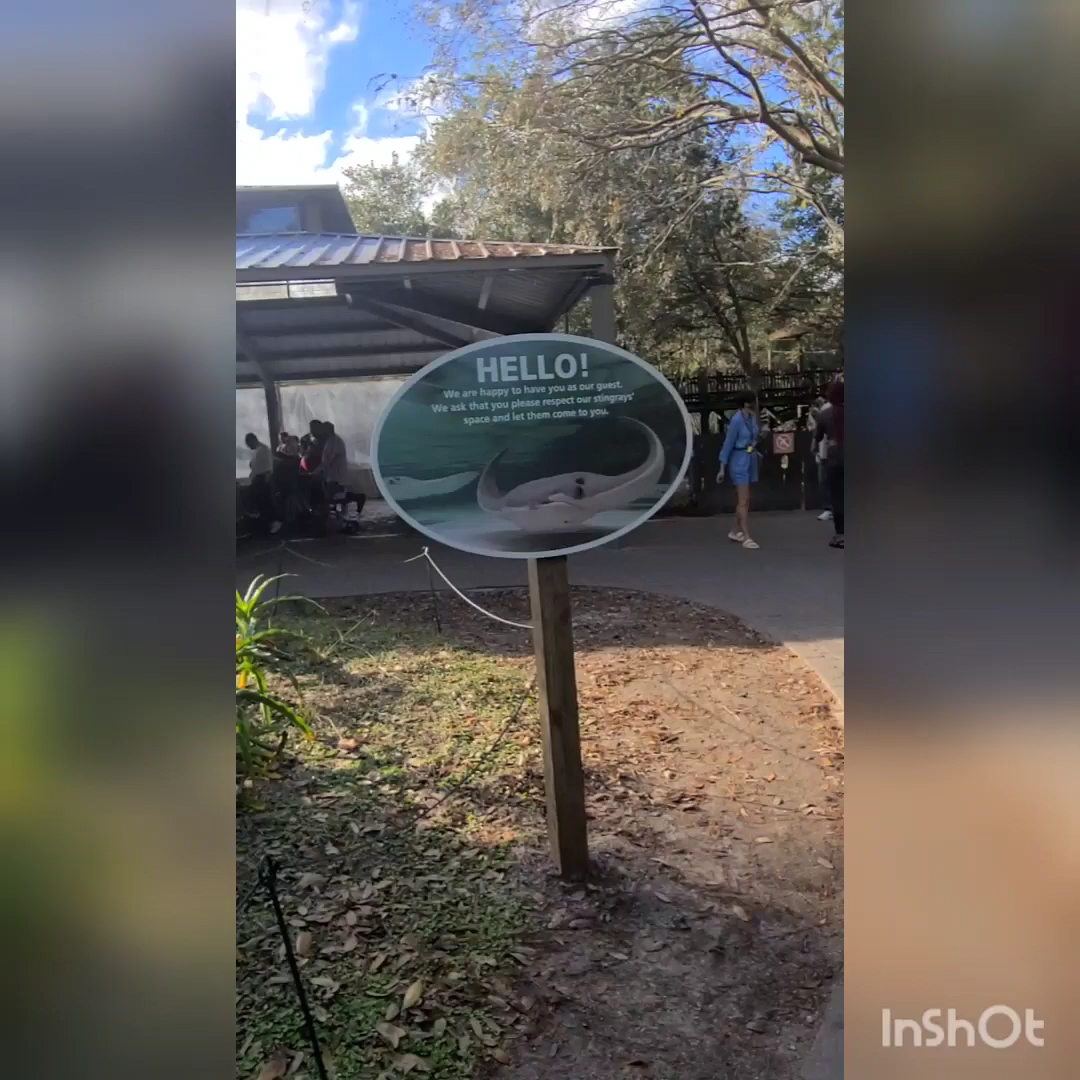 HELLO!
We are happy to have you as our guest.
We ask that you please respect our stingrays'
space and let them come to you.
InShOt